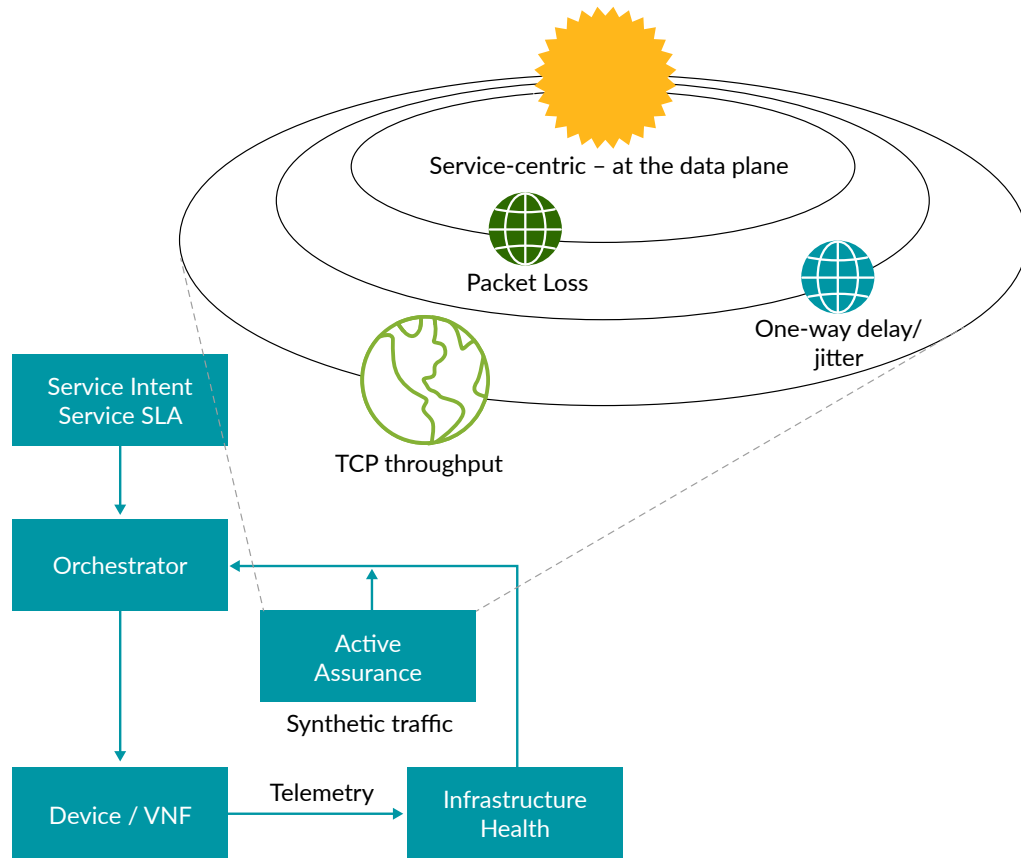 Service-centric – at the data plane
Packet Loss
One-way delay/
jitter
TCP throughput
Service Intent
Service SLA
Orchestrator
Active
Assurance
Synthetic traffic
Device / VNF
Telemetry
Infrastructure
Health